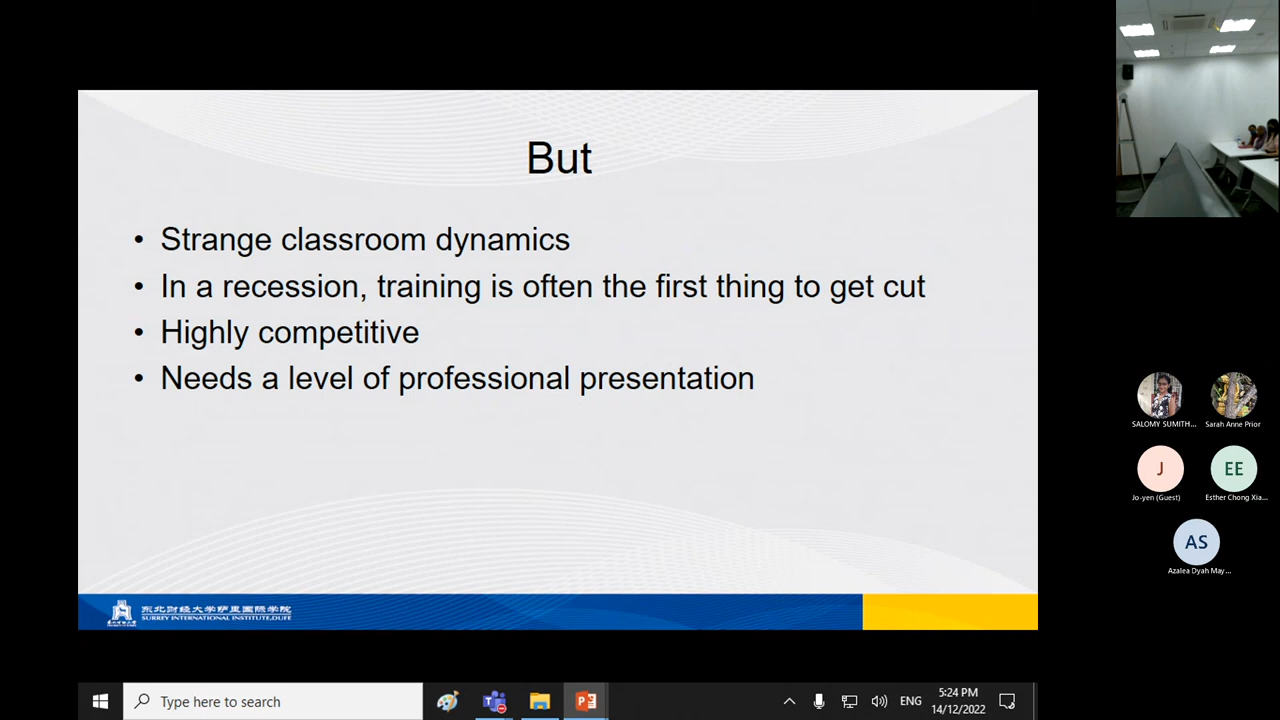 But
• Strange classroom dynamics
• In a recession, training is often the first thing to get cut
• Highly competitive
• Needs a level of professional presentation
东北财经大学萨里国际学院
SURREY INTERNATIONAL INSTITUTE,DUFE
SALOMY SUMITH...
Sarah Anne Prior
J
Jo-yen (Guest)
EE
Esther Chong Xia...
AS
Azalea Dyah May...
Type here to search
ENG
5:24 PM
14/12/2022